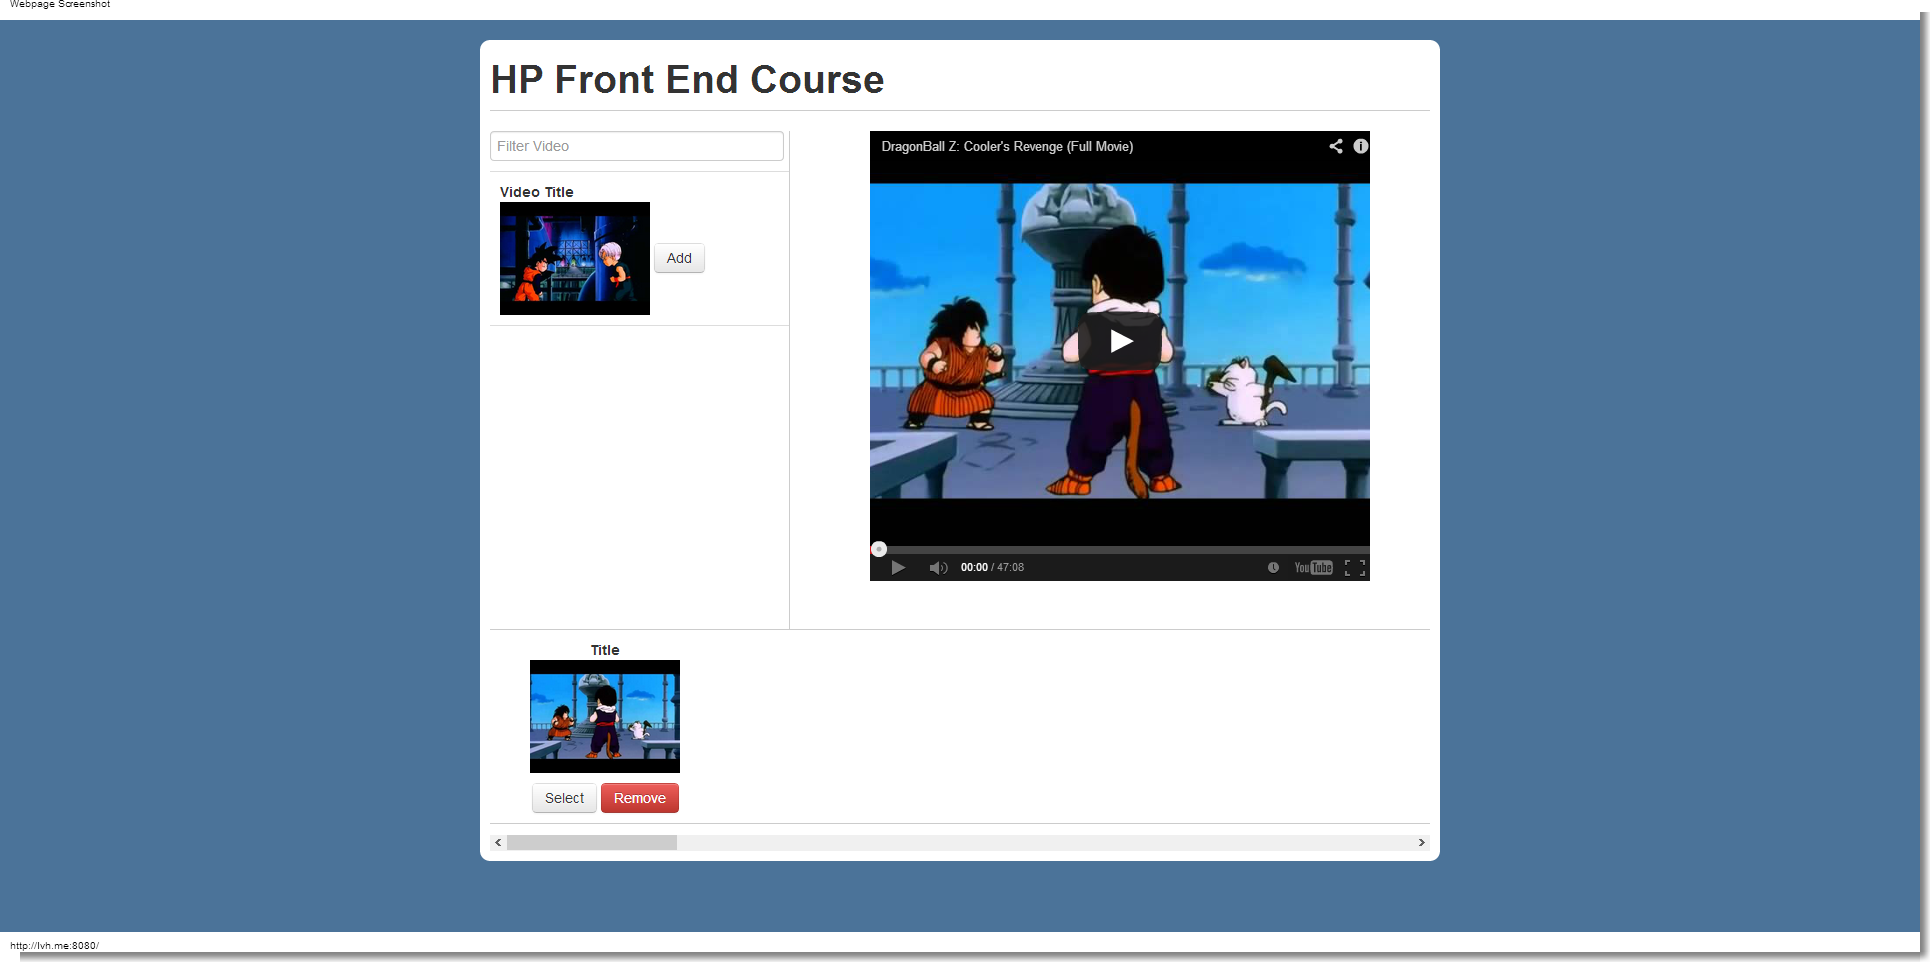 Webpage Screenshot
HP Front End Course
Filter Video
Video Title
Add
DragonBall Z: Cooler's Revenge (Full Movie)
00:00 / 47:08
YouTube
Title
Select
Remove
http://lvh.me:8080/